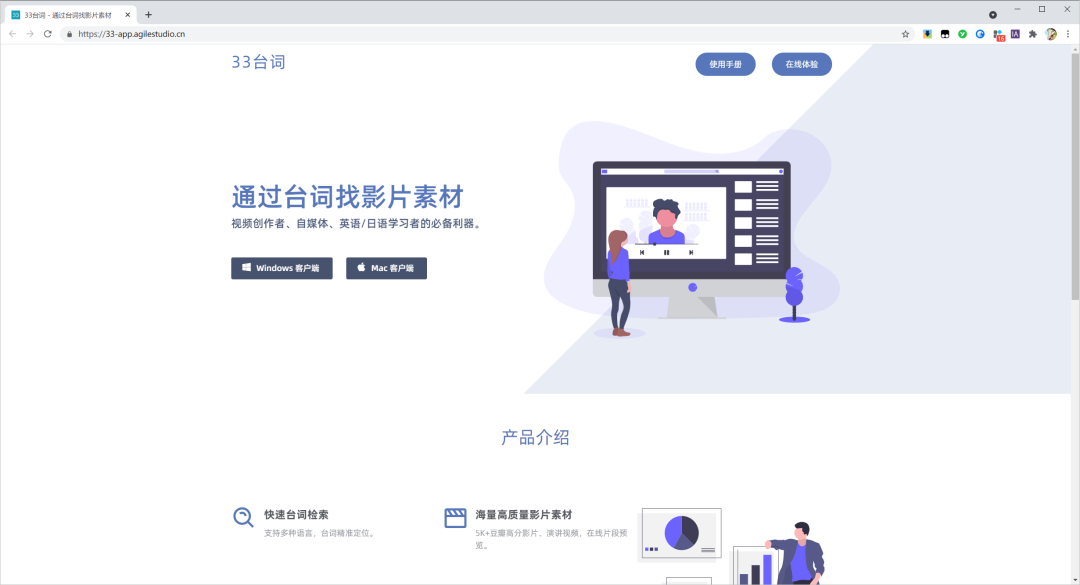 33台词 - 通过台词找影片素材
https://33-app.agilestudio.cn
33台词
使用手册
在线体验
通过台词找影片素材
视频创作者、自媒体、英语/日语学习者的必备利器。
Windows 客户端
Mac 客户端
产品介绍
快速台词检索
支持多种语言，台词精准定位。
海量高质量影片素材
5K+豆瓣高分影片、演讲视频，在线片段预
览。